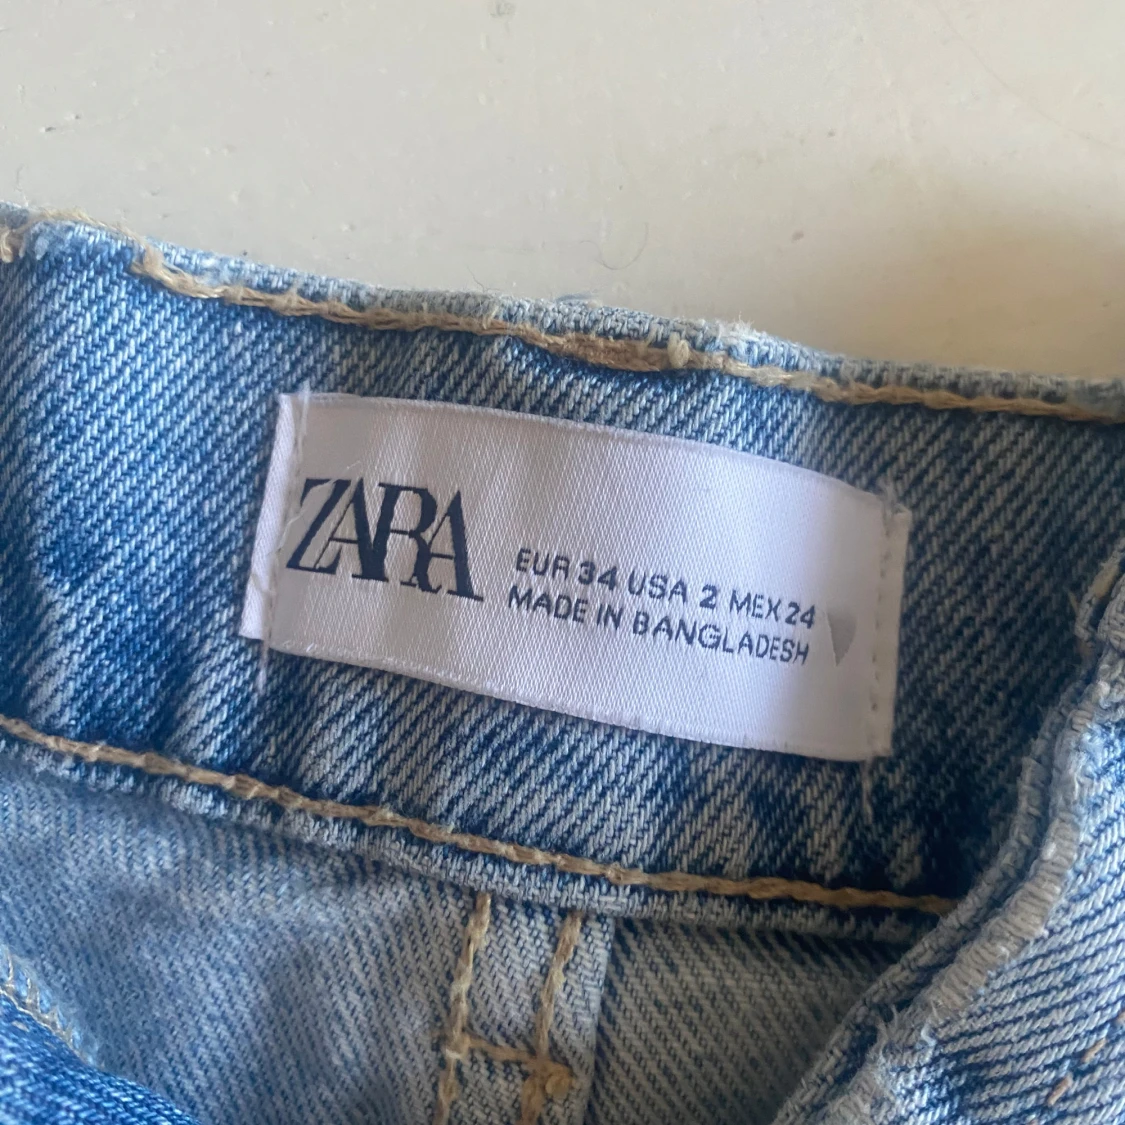 ZARA
EUR 34 USA 2 MEX 24
MADE IN BANGLADESH